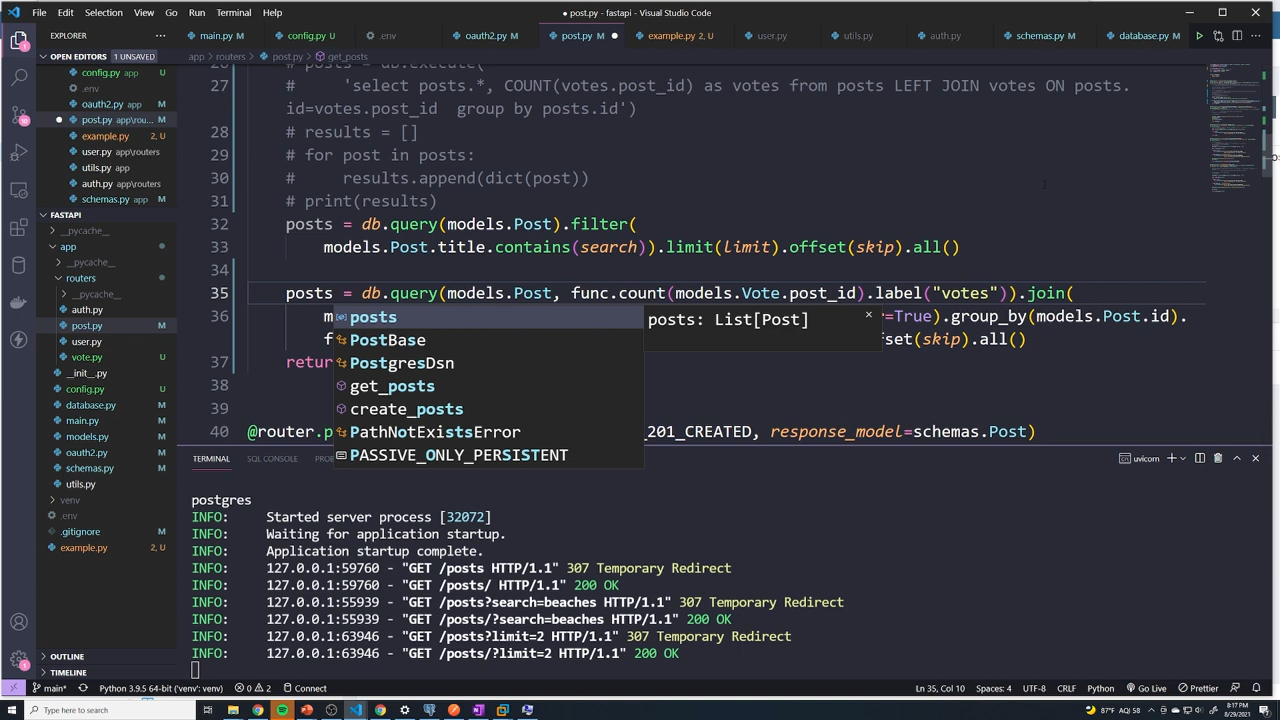 File Edit Selection View Go Run Terminal Help
● post.py - fastapi - Visual Studio Code
EXPLORER
main.py M config.py U .env oauth2.py M post.py M example.py 2, U user.py utils.py auth.py schemas.py M database.py M
OPEN EDITORS 1 UNSAVED
config.py U
.env
oauth2.py M
post.py app\rou... M
example.py 2, U
user.py app\routers
utils.py app
auth.py app\routers
schemas.py app M
FASTAPI
__pycache__
app
__pycache__
routers
__pycache__
auth.py
post.py M
user.py
vote.py U
__init__.py
config.py U
database.py M
main.py M
models.py M
oauth2.py M
schemas.py M
utils.py
venv
.env
.gitignore M
example.py 2, U
OUTLINE
TIMELINE
app > routers > post.py > get_posts
26 # posts = db.execute(
27 # 'select posts.*, COUNT(votes.post_id) as votes from posts LEFT JOIN votes ON posts.
id=votes.post_id group by posts.id')
28 # results = []
29 # for post in posts:
30 # results.append(dict(post))
31 # print(results)
32 posts = db.query(models.Post).filter(
33 models.Post.title.contains(search)).limit(limit).offset(skip).all()
34
35 posts = db.query(models.Post, func.count(models.Vote.post_id).label("votes")).join(
36 m =True).group_by(models.Post.id).
f fset(skip).all()
37 retur
38
39
40 @router.p _201_CREATED, response_model=schemas.Post)
posts
PostBase
PostgresDsn
get_posts
create_posts
PathNotExistsError
PASSIVE_ONLY_PERSISTENT
posts: List[Post]
TERMINAL SQL CONSOLE PROB
uvicorn
postgres
INFO: Started server process [32072]
INFO: Waiting for application startup.
INFO: Application startup complete.
INFO: 127.0.0.1:59760 - "GET /posts HTTP/1.1" 307 Temporary Redirect
INFO: 127.0.0.1:59760 - "GET /posts/ HTTP/1.1" 200 OK
INFO: 127.0.0.1:55939 - "GET /posts?search=beaches HTTP/1.1" 307 Temporary Redirect
INFO: 127.0.0.1:55939 - "GET /posts/?search=beaches HTTP/1.1" 200 OK
INFO: 127.0.0.1:63946 - "GET /posts?limit=2 HTTP/1.1" 307 Temporary Redirect
INFO: 127.0.0.1:63946 - "GET /posts/?limit=2 HTTP/1.1" 200 OK
main* Python 3.9.5 64-bit ('venv': venv) 0 2 Connect Ln 35, Col 10 Spaces: 4 UTF-8 CRLF Python Go Live Prettier
Type here to search
87°F AQI 58
8:17 PM
8/29/2021